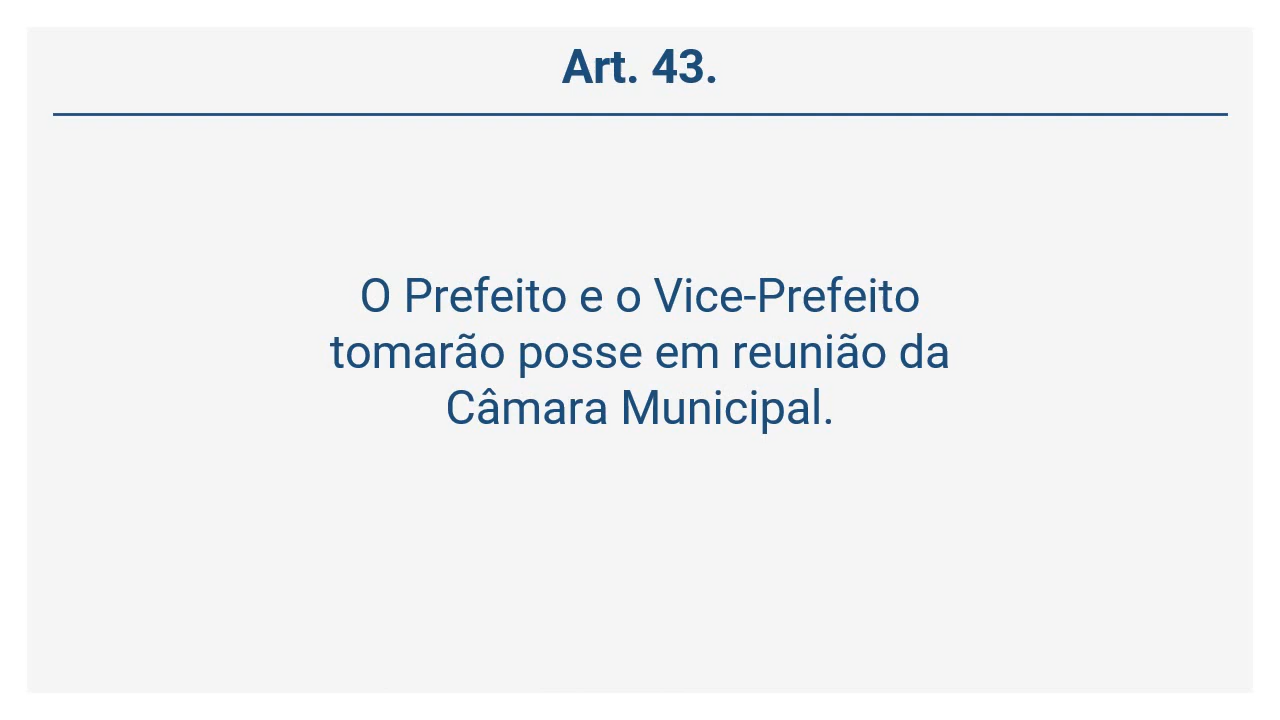 Art. 43.
O Prefeito e o Vice-Prefeito
tomarão posse em reunião da
Câmara Municipal.